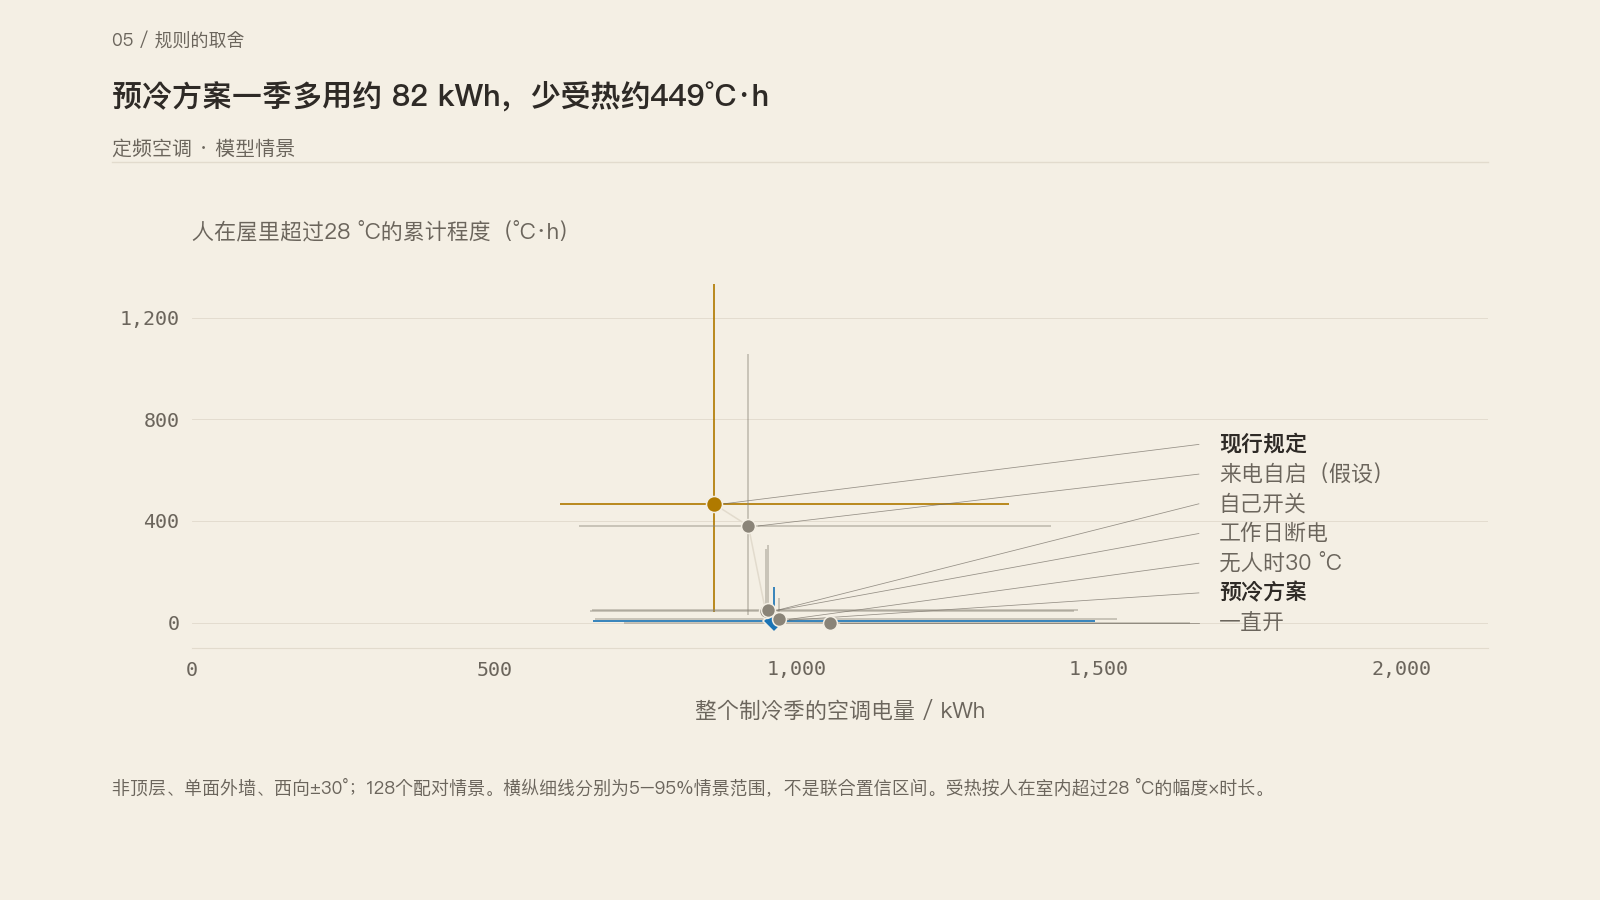 05 / 规则的取舍
预冷方案一季多用约 82 kWh，少受热约449°C·h
定频空调 · 模型情景
人在屋里超过28 °C的累计程度（°C·h）
1,200
800
400
0
现行规定
来电自启（假设）
自己开关
工作日断电
无人时30 °C
预冷方案
一直开
0
500
1,000
1,500
2,000
整个制冷季的空调电量 / kWh
非顶层、单面外墙、西向±30°；128个配对情景。横纵细线分别为5—95%情景范围，不是联合置信区间。受热按人在室内超过28 °C的幅度×时长。